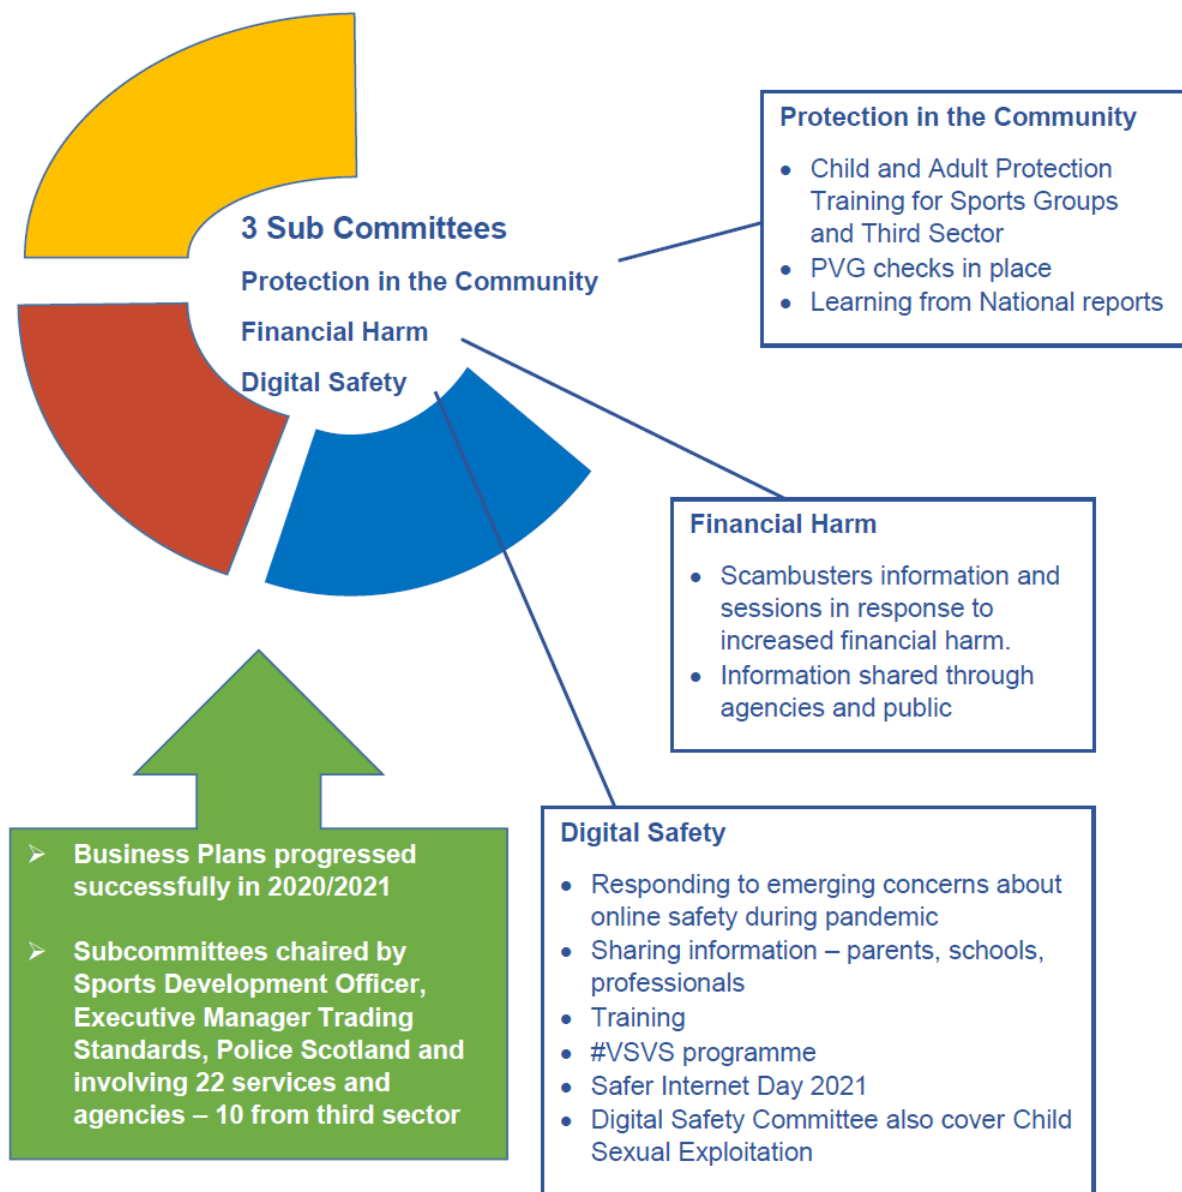 3 Sub Committees
Protection in the Community
Financial Harm
Digital Safety
Protection in the Community
• Child and Adult Protection
Training for Sports Groups
and Third Sector
• PVG checks in place
• Learning from National reports
Financial Harm
• Scambusters information and
sessions in response to
increased financial harm.
• Information shared through
agencies and public
Digital Safety
• Responding to emerging concerns about
online safety during pandemic
• Sharing information – parents, schools,
professionals
• Training
• #VSVS programme
• Safer Internet Day 2021
• Digital Safety Committee also cover Child
Sexual Exploitation
➢ Business Plans progressed
successfully in 2020/2021
➢ Subcommittees chaired by
Sports Development Officer,
Executive Manager Trading
Standards, Police Scotland and
involving 22 services and
agencies – 10 from third sector